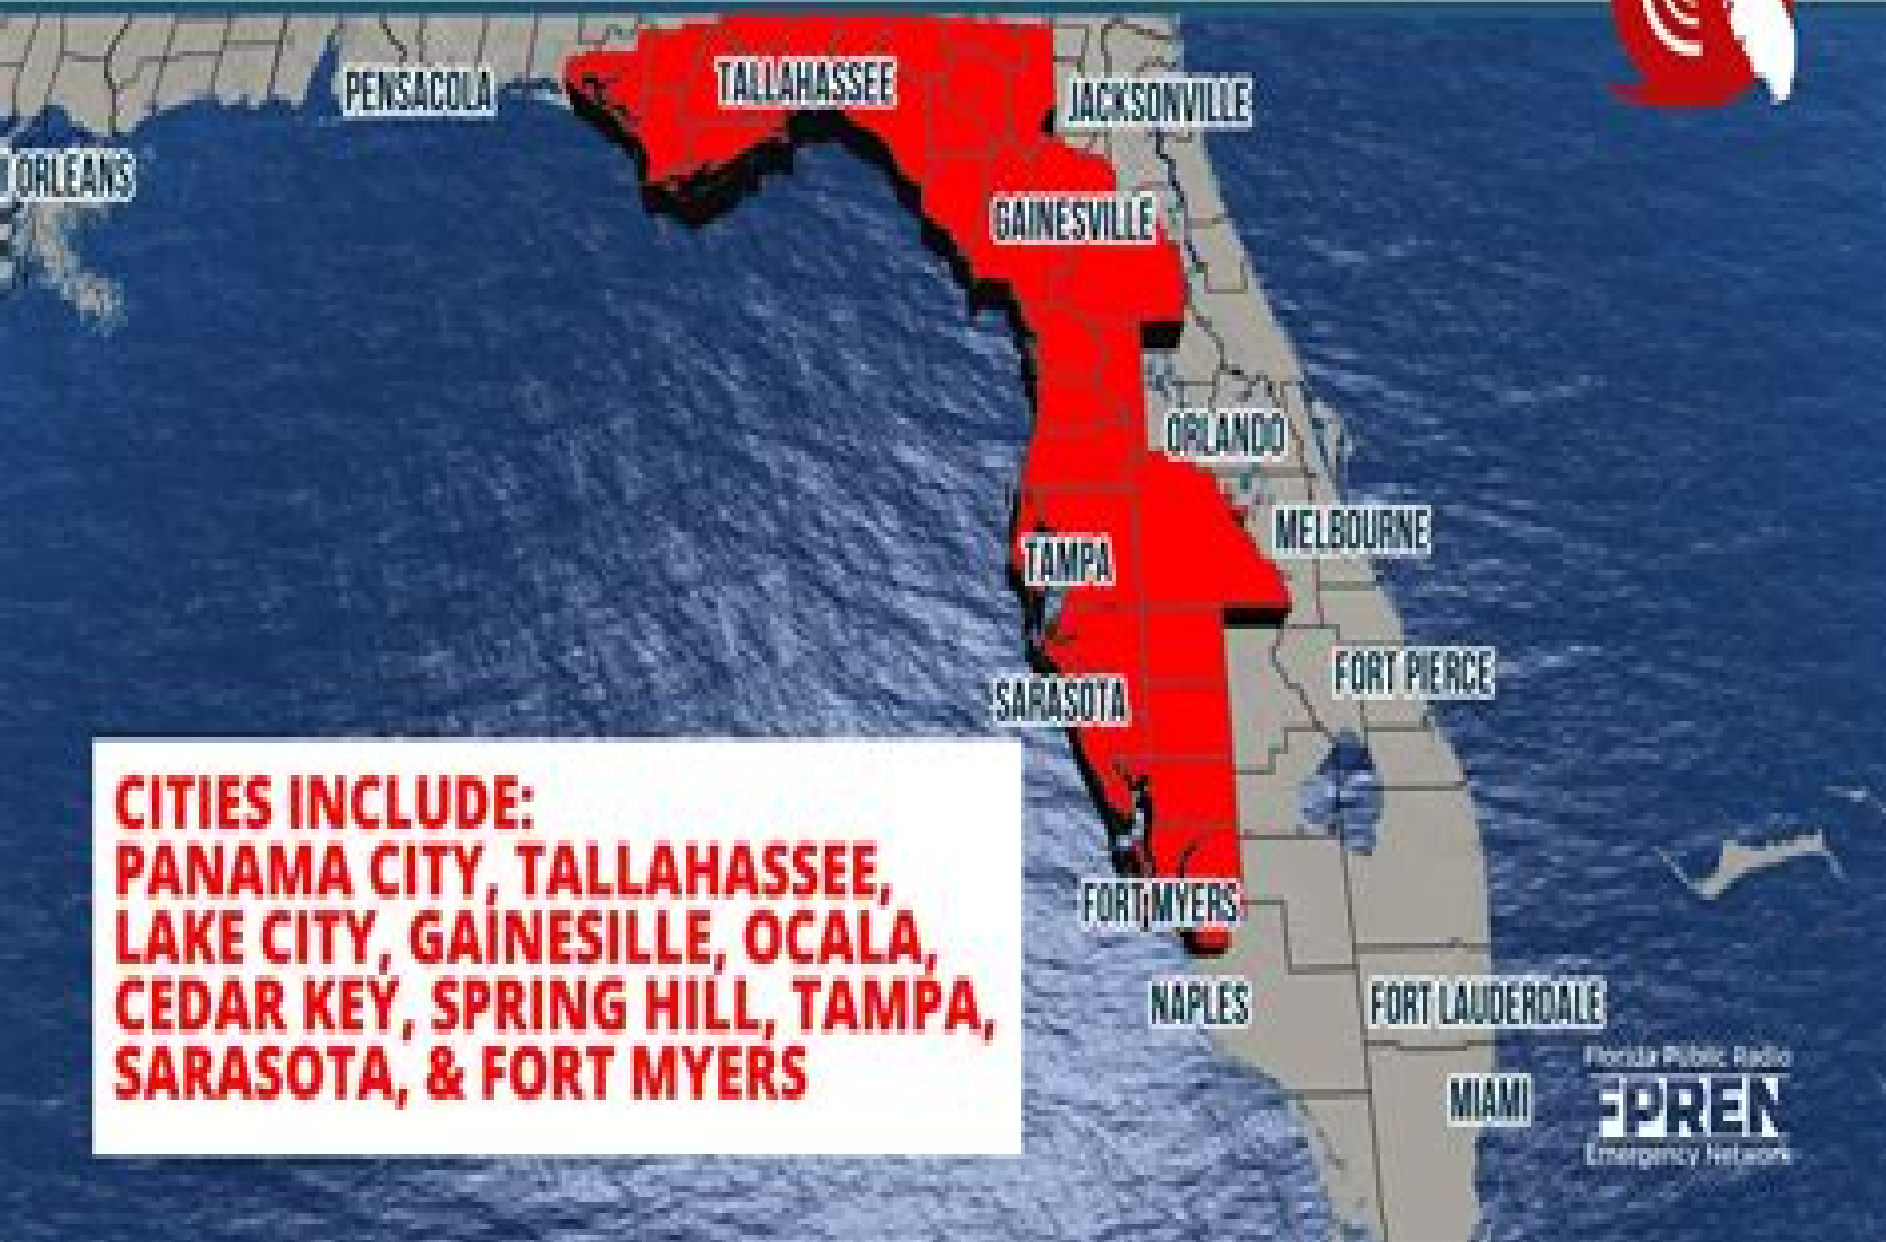 PENSACOLA
TALLAHASSEE
JACKSONVILLE
ORLEANS
GAINESVILLE
ORLANDO
MELBOURNE
TAMPA
FORT PIERCE
SARASOTA
CITIES INCLUDE:
PANAMA CITY, TALLAHASSEE,
LAKE CITY, GAINESILLE, OCALA,
CEDAR KEY, SPRING HILL, TAMPA,
SARASOTA, & FORT MYERS
FORT MYERS
NAPLES
FORT LAUDERDALE
MIAMI
Florida Public Radio
FPREN
Emergency Network